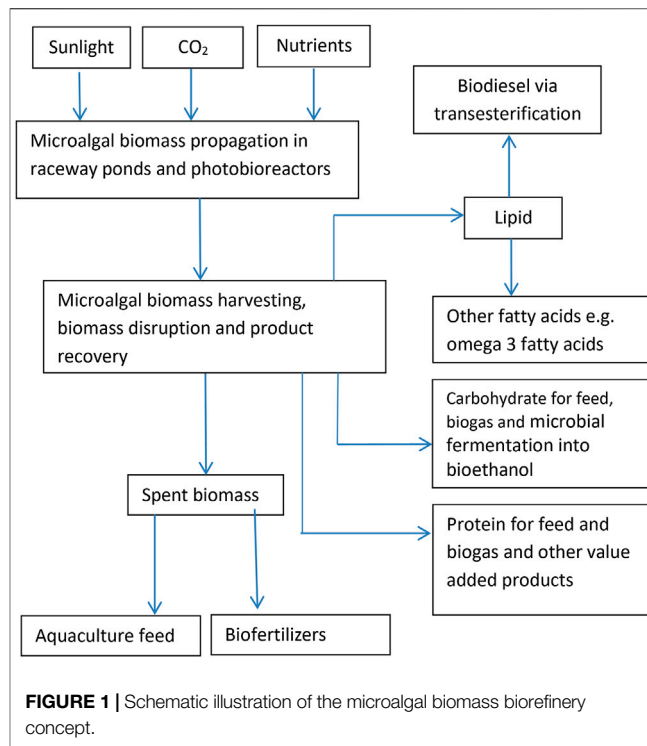 Sunlight
CO₂
Nutrients
Microalgal biomass propagation in
raceway ponds and photobioreactors
Biodiesel via
transesterification
Lipid
Microalgal biomass harvesting,
biomass disruption and product
recovery
Other fatty acids e.g.
omega 3 fatty acids
Carbohydrate for feed,
biogas and microbial
fermentation into
bioethanol
Spent biomass
Protein for feed and
biogas and other value
added products
Aquaculture feed
Biofertilizers
FIGURE 1 | Schematic illustration of the microalgal biomass biorefinery
concept.